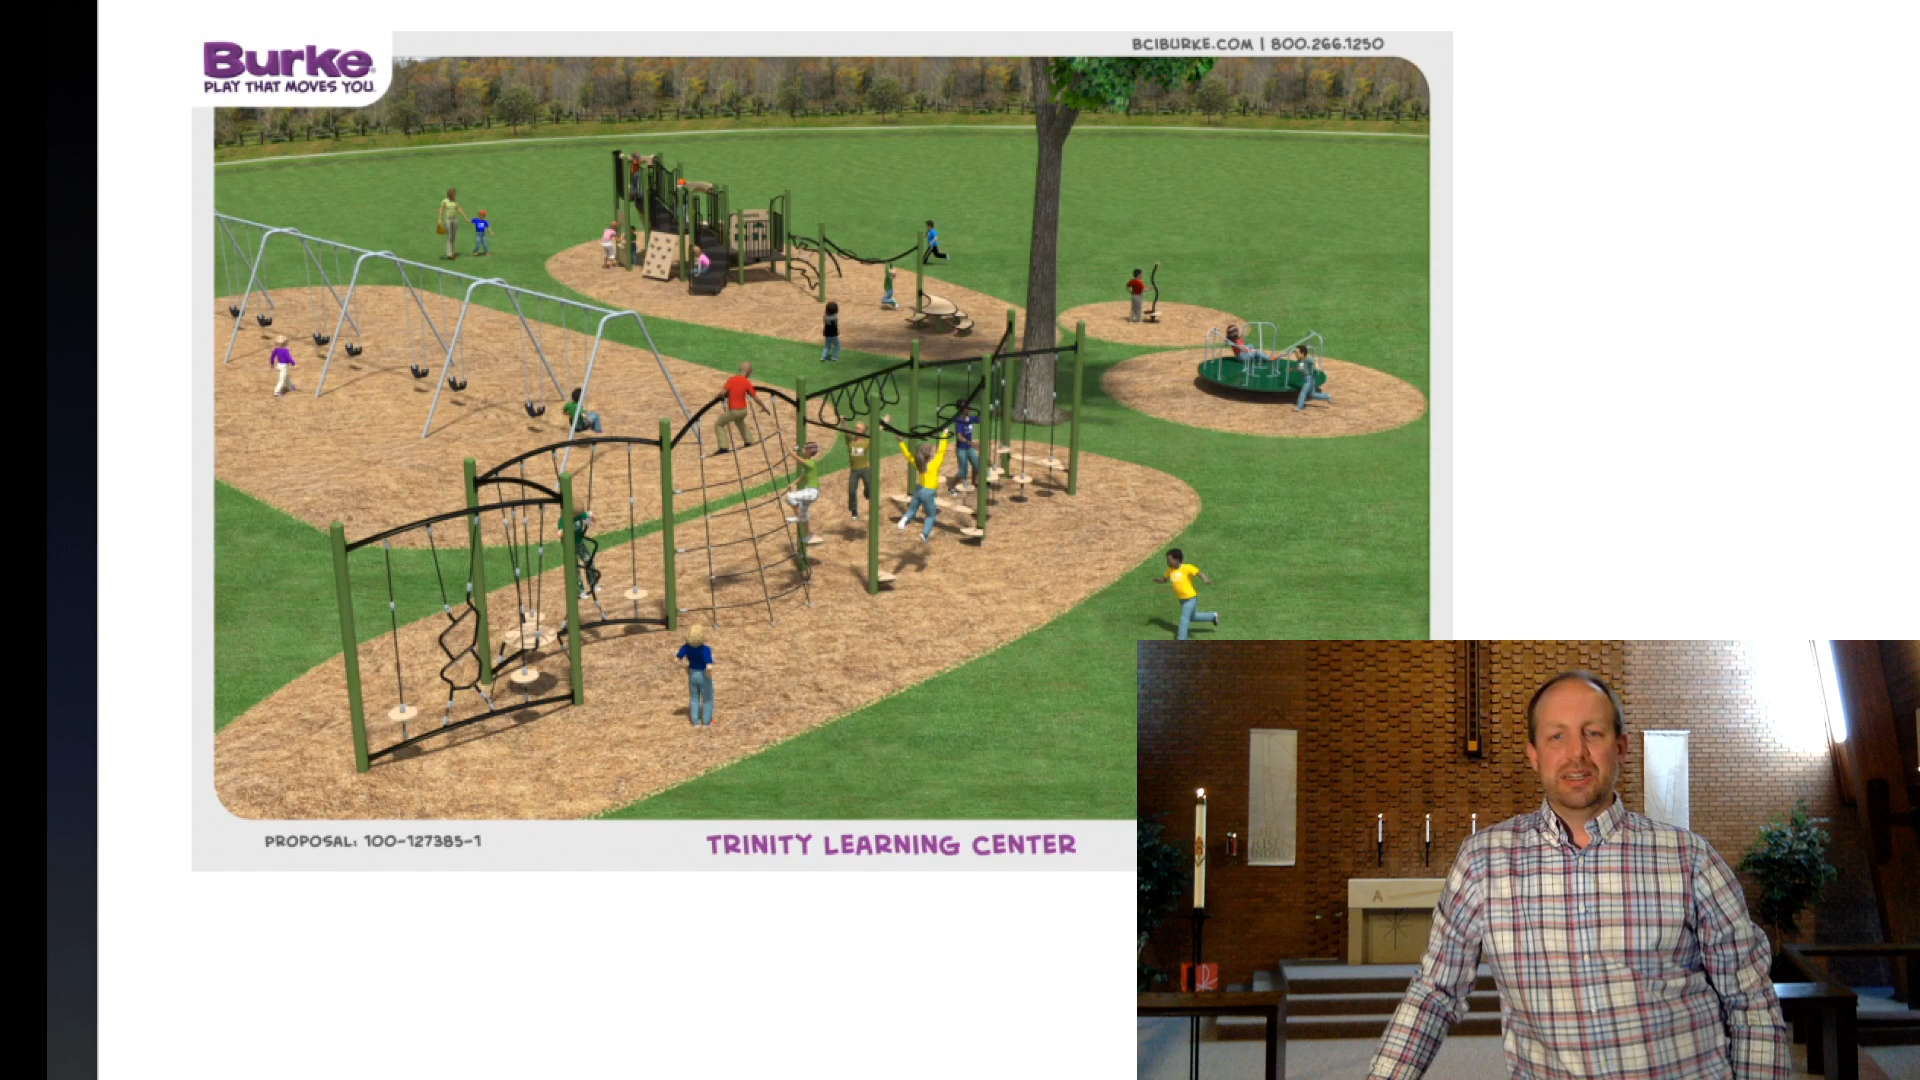 Burke
PLAY THAT MOVES YOU.
BCIBURKE.COM | 800.266.1250
PROPOSAL: 100-127385-1
TRINITY LEARNING CENTER
A